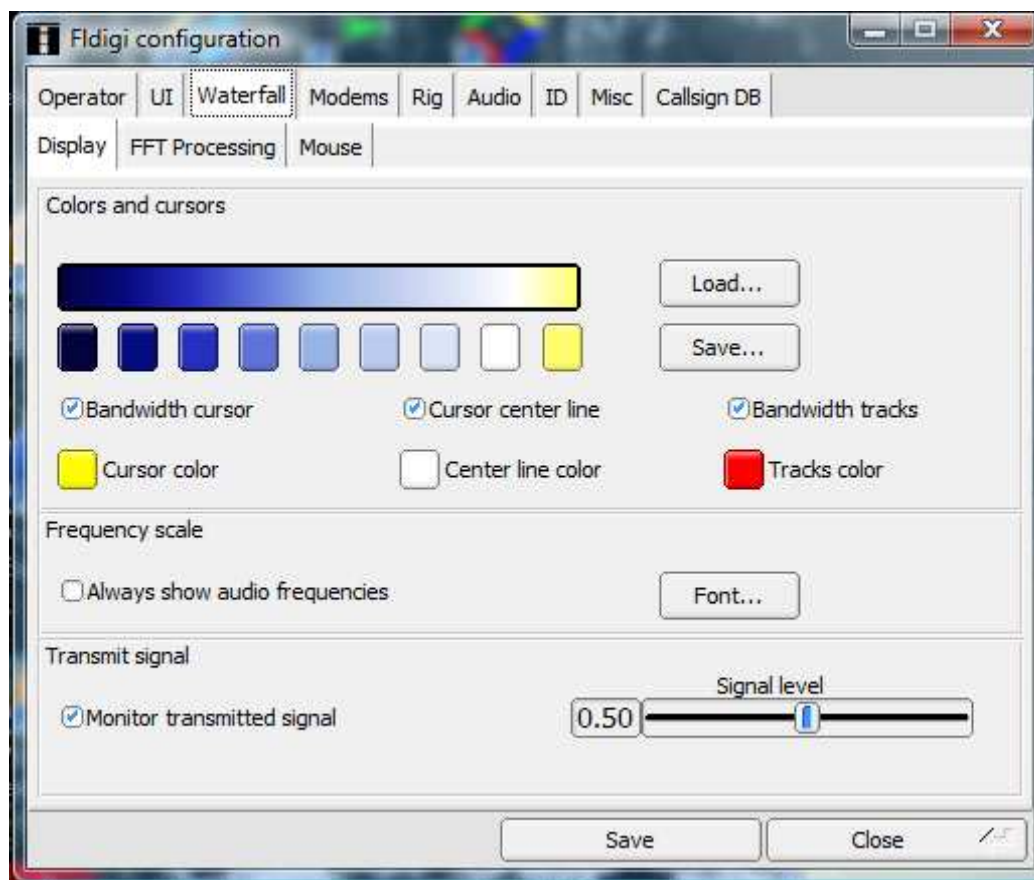 Fldigi configuration
Operator UI Waterfall Modems Rig Audio ID Misc Callsign DB
Display FFT Processing Mouse
Colors and cursors
Load...
Save...
Bandwidth cursor Cursor center line Bandwidth tracks
Cursor color Center line color Tracks color
Frequency scale
Always show audio frequencies Font...
Transmit signal
Signal level
Monitor transmitted signal 0.50
Save Close